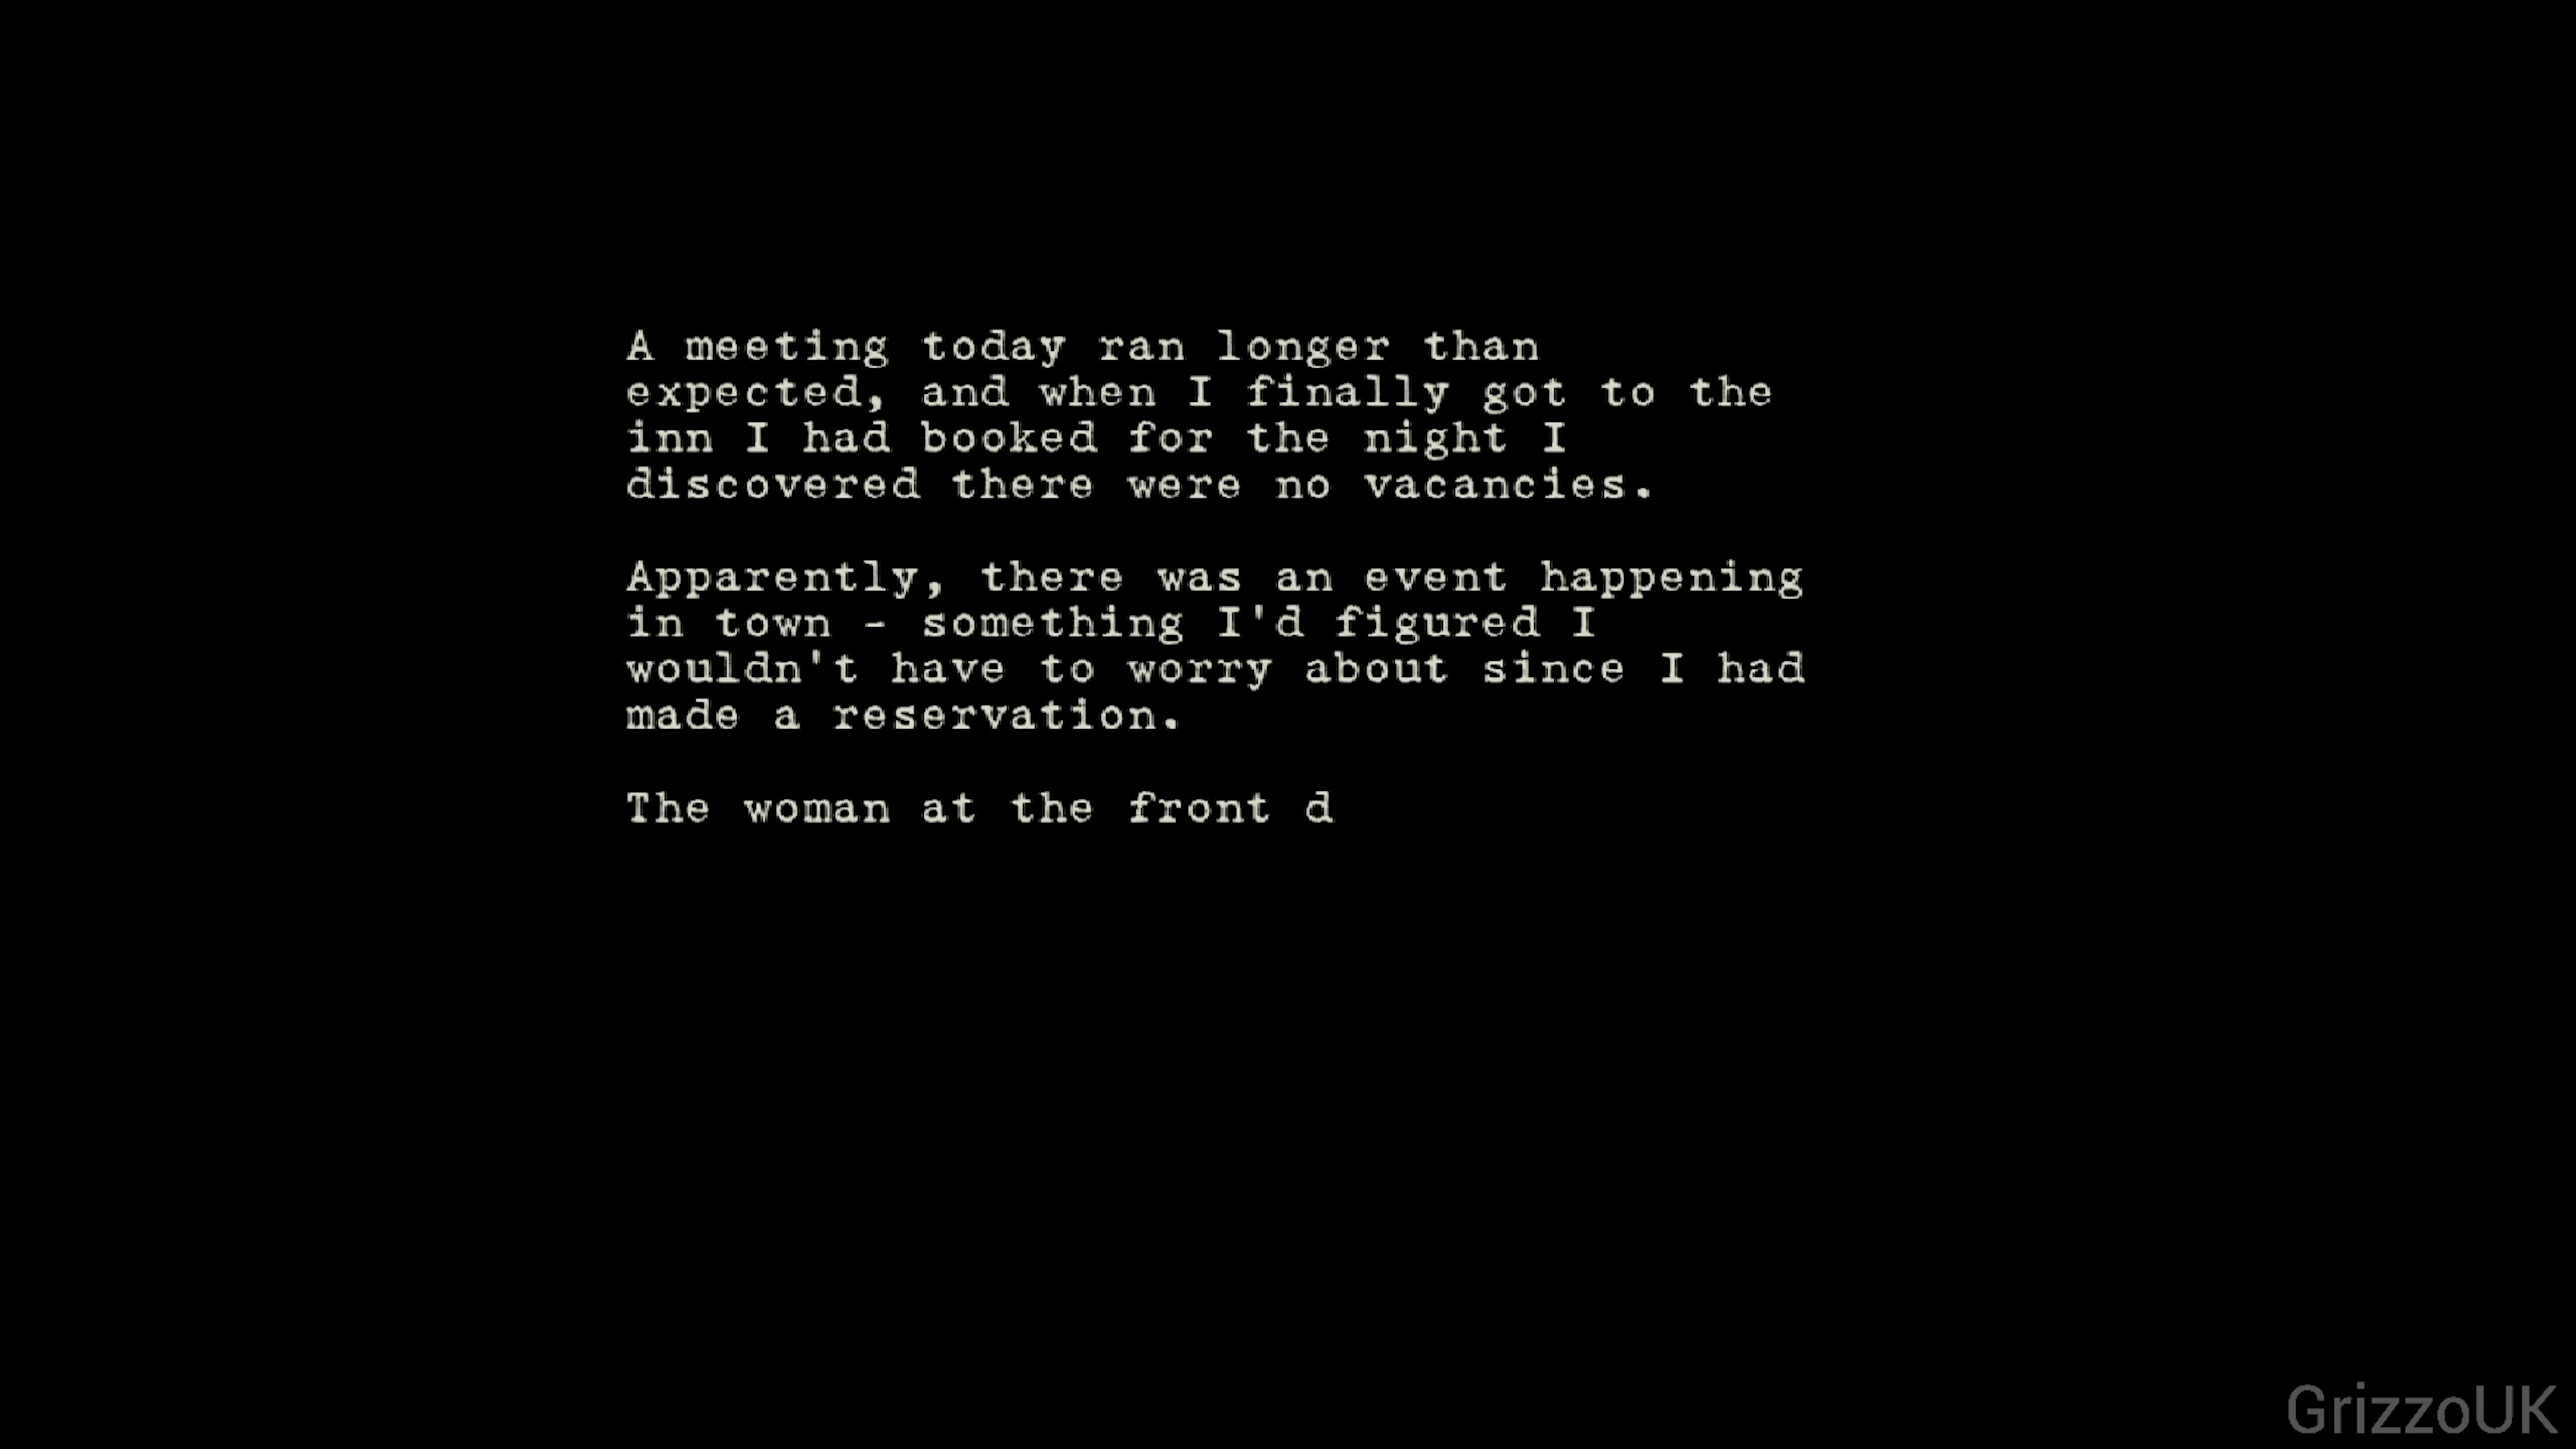 A meeting today ran longer than
expected, and when I finally got to the
inn I had booked for the night I
discovered there were no vacancies.
Apparently, there was an event happening
in town - something I'd figured I
wouldn't have to worry about since I had
made a reservation.
The woman at the front d
GrizzoUK